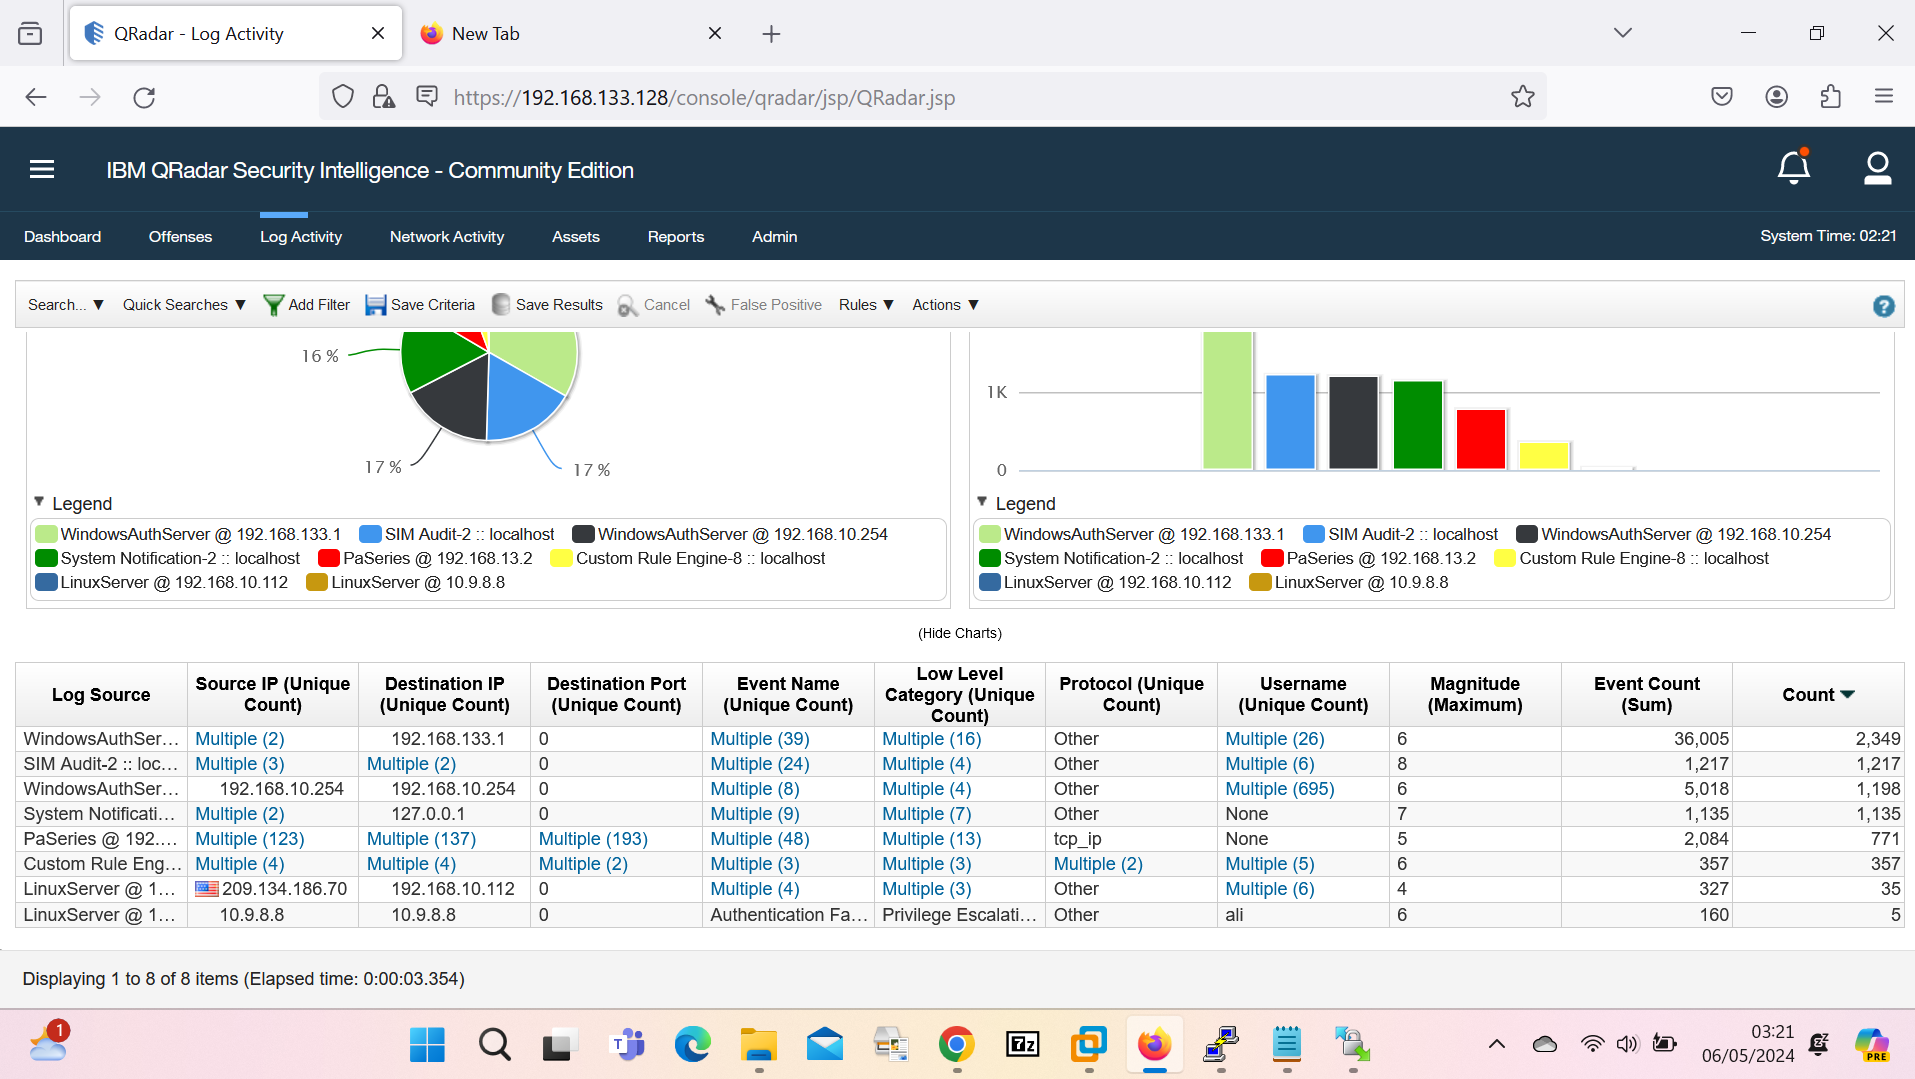 QRadar - Log Activity
New Tab
https://192.168.133.128/console/qradar/jsp/QRadar.jsp
IBM QRadar Security Intelligence - Community Edition
Dashboard Offenses Log Activity Network Activity Assets Reports Admin System Time: 02:21
Search... ▼ Quick Searches ▼ Add Filter Save Criteria Save Results Cancel False Positive Rules ▼ Actions ▼ ?
16 %
17 %
17 %
▼ Legend
WindowsAuthServer @ 192.168.133.1 SIM Audit-2 :: localhost WindowsAuthServer @ 192.168.10.254
System Notification-2 :: localhost PaSeries @ 192.168.13.2 Custom Rule Engine-8 :: localhost
LinuxServer @ 192.168.10.112 LinuxServer @ 10.9.8.8
1K
0
▼ Legend
WindowsAuthServer @ 192.168.133.1 SIM Audit-2 :: localhost WindowsAuthServer @ 192.168.10.254
System Notification-2 :: localhost PaSeries @ 192.168.13.2 Custom Rule Engine-8 :: localhost
LinuxServer @ 192.168.10.112 LinuxServer @ 10.9.8.8
(Hide Charts)
Log Source Source IP (Unique Count) Destination IP (Unique Count) Destination Port (Unique Count) Event Name (Unique Count) Low Level Category (Unique Count) Protocol (Unique Count) Username (Unique Count) Magnitude (Maximum) Event Count (Sum) Count ▼
WindowsAuthSer... Multiple (2) 192.168.133.1 0 Multiple (39) Multiple (16) Other Multiple (26) 6 36,005 2,349
SIM Audit-2 :: loc... Multiple (3) Multiple (2) 0 Multiple (24) Multiple (4) Other Multiple (6) 8 1,217 1,217
WindowsAuthSer... 192.168.10.254 192.168.10.254 0 Multiple (8) Multiple (4) Other Multiple (695) 6 5,018 1,198
System Notificati... Multiple (2) 127.0.0.1 0 Multiple (9) Multiple (7) Other None 7 1,135 1,135
PaSeries @ 192.... Multiple (123) Multiple (137) Multiple (193) Multiple (48) Multiple (13) tcp_ip None 5 2,084 771
Custom Rule Eng... Multiple (4) Multiple (4) Multiple (2) Multiple (3) Multiple (3) Multiple (2) Multiple (5) 6 357 357
LinuxServer @ 1... 209.134.186.70 192.168.10.112 0 Multiple (4) Multiple (3) Other Multiple (6) 4 327 35
LinuxServer @ 1... 10.9.8.8 10.9.8.8 0 Authentication Fa... Privilege Escalati... Other ali 6 160 5
Displaying 1 to 8 of 8 items (Elapsed time: 0:00:03.354)
1
T
7z
PRE
03:21
06/05/2024